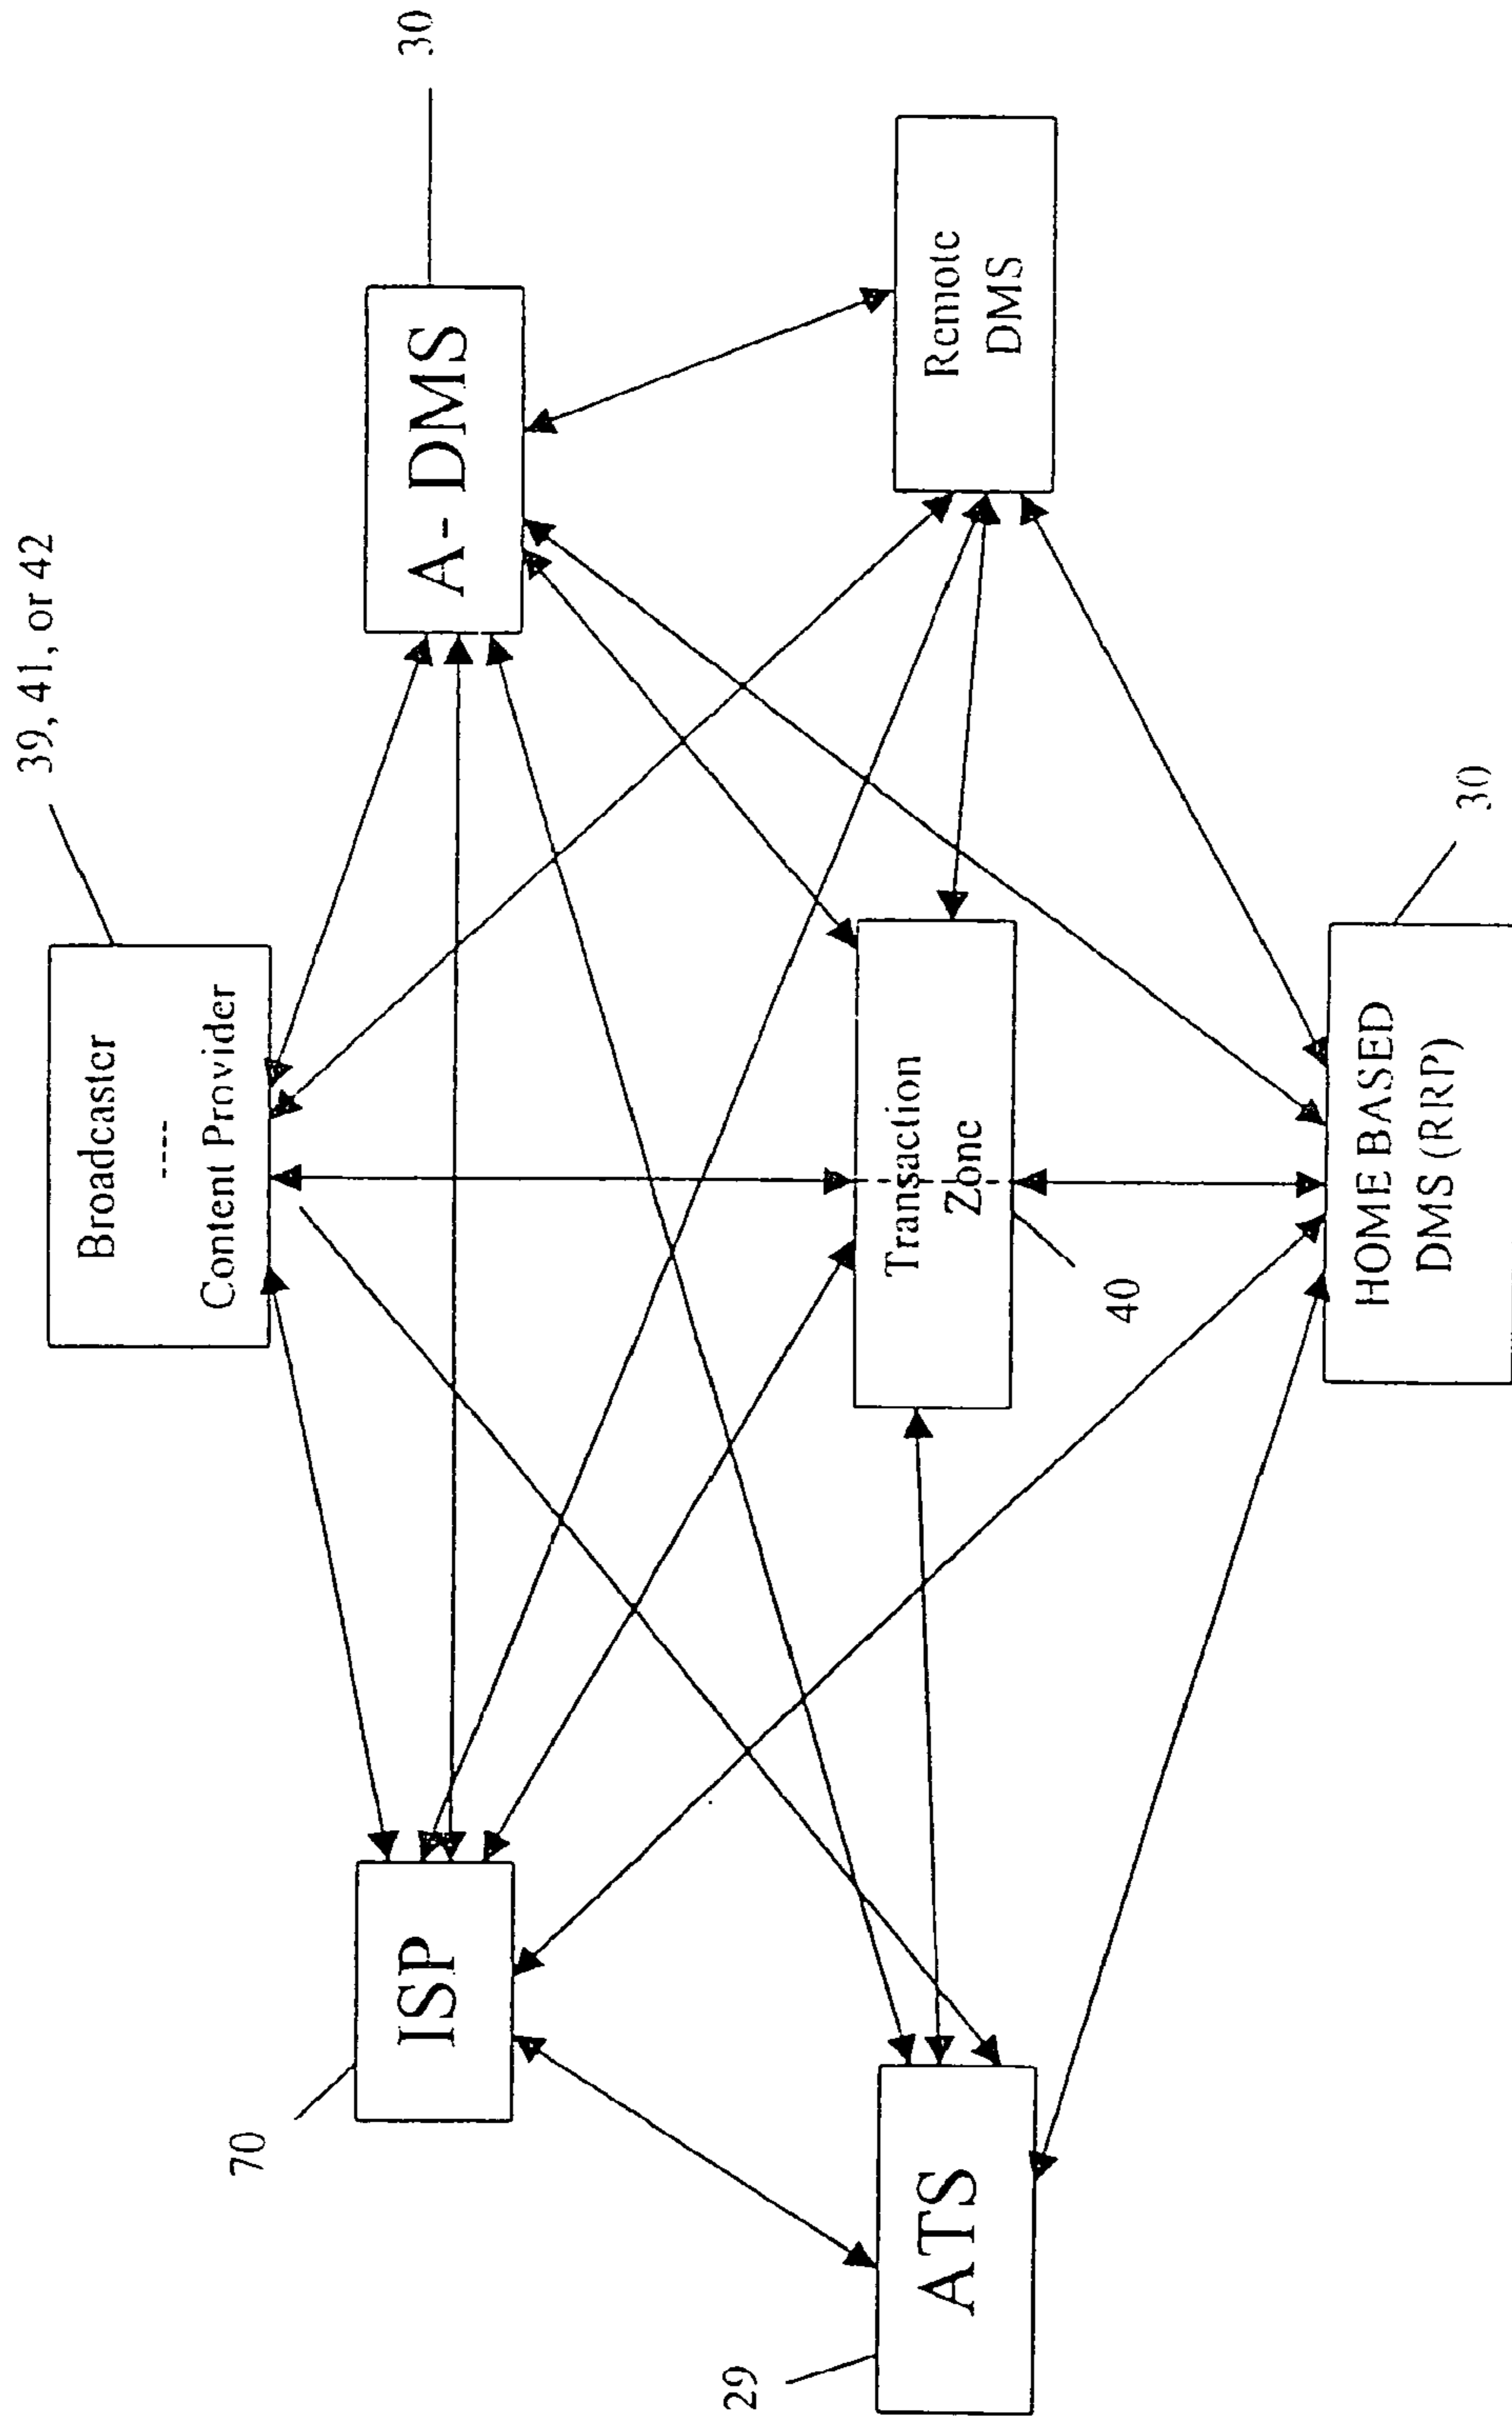 39, 41, or 42
Broadcaster
----
Content Provider
70
ISP
A- DMS
30
29
ATS
Transaction
Zone
40
Remote
DMS
HOME BASED
DMS (RRP)
30